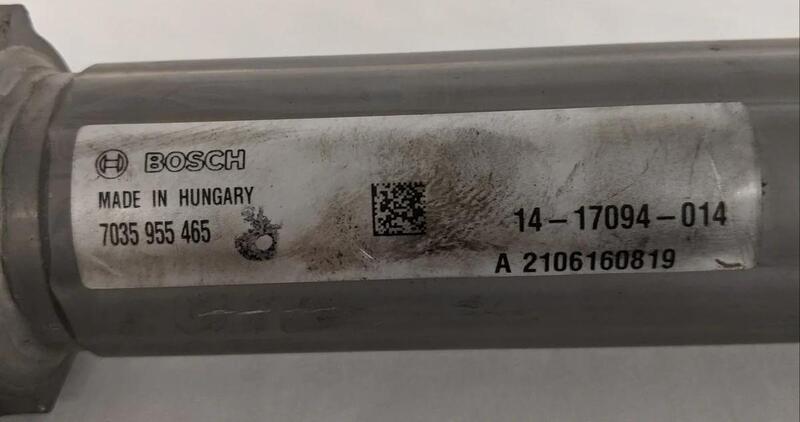 BOSCH
MADE IN HUNGARY
7035 955 465
14-17094-014
A 2106160819